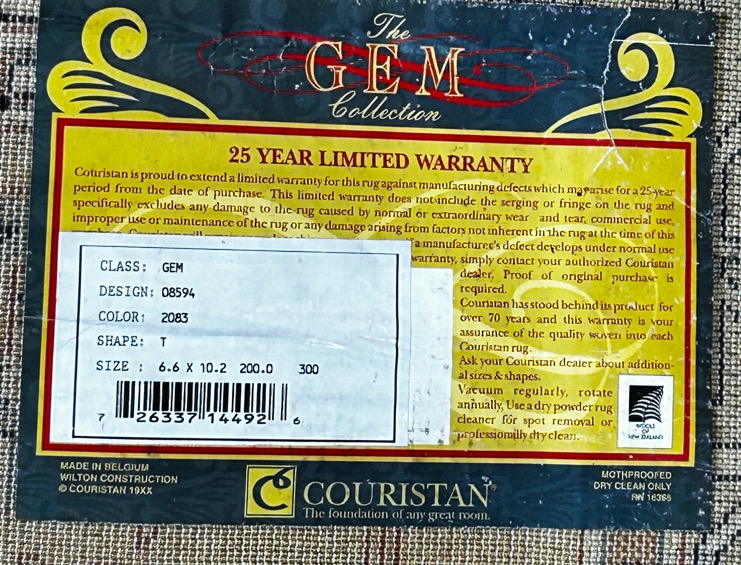 The
GEM
Collection
25 YEAR LIMITED WARRANTY
Couristan is proud to extend a limited warranty for this rug against manufacturing defects which may arise for a 25-year
period from the date of purchase. This limited warranty does not include the serging or fringe on the rug and
specifically excludes any damage to the rug caused by normal or extraordinary wear and tear, commercial use,
improper use or maintenance of the rug or any damage arising from factors not inherent in the rug at the time of this
a manufacturer's defect develops under normal use
warranty, simply contact your authorized Couristan
dealer. Proof of original purchase is
required.
Couristan has stood behind its product for
over 70 years and this warranty is your
assurance of the quality woven into each
Couristan rug.
Ask your Couristan dealer about addition-
al sizes & shapes.
Vacuum regularly, rotate
annually, Use a dry powder rug
cleaner for spot removal or
professionally dry clean.
CLASS: GEM
DESIGN: 08594
COLOR: 2083
SHAPE: T
SIZE : 6.6 X 10.2 200.0 300
7 26337 14492 6
WOOLS
OF
NEW ZEALAND
MADE IN BELGIUM
WILTON CONSTRUCTION
© COURISTAN 19XX
COURISTAN®
The foundation of any great room.
MOTHPROOFED
DRY CLEAN ONLY
RN 16368